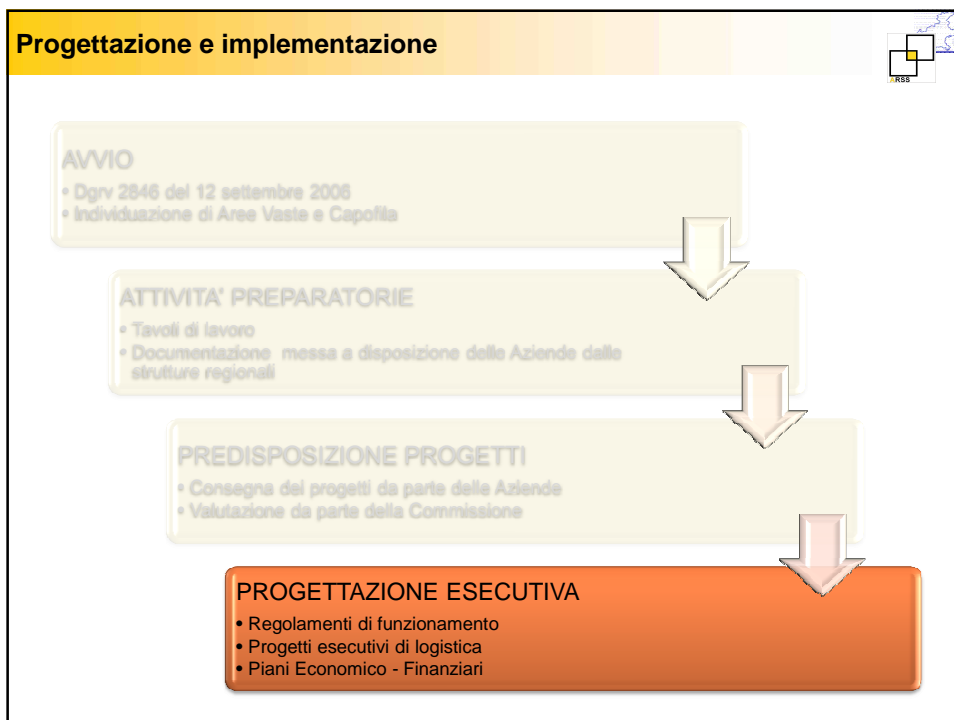 Progettazione e implementazione
ARSS
AVVIO
• Dgrv 2846 del 12 settembre 2006
• Individuazione di Aree Vaste e Capofila
ATTIVITA' PREPARATORIE
• Tavoli di lavoro
• Documentazione messa a disposizione delle Aziende dalle
strutture regionali
PREDISPOSIZIONE PROGETTI
• Consegna dei progetti da parte delle Aziende
• Valutazione da parte della Commissione
PROGETTAZIONE ESECUTIVA
• Regolamenti di funzionamento
• Progetti esecutivi di logistica
• Piani Economico - Finanziari